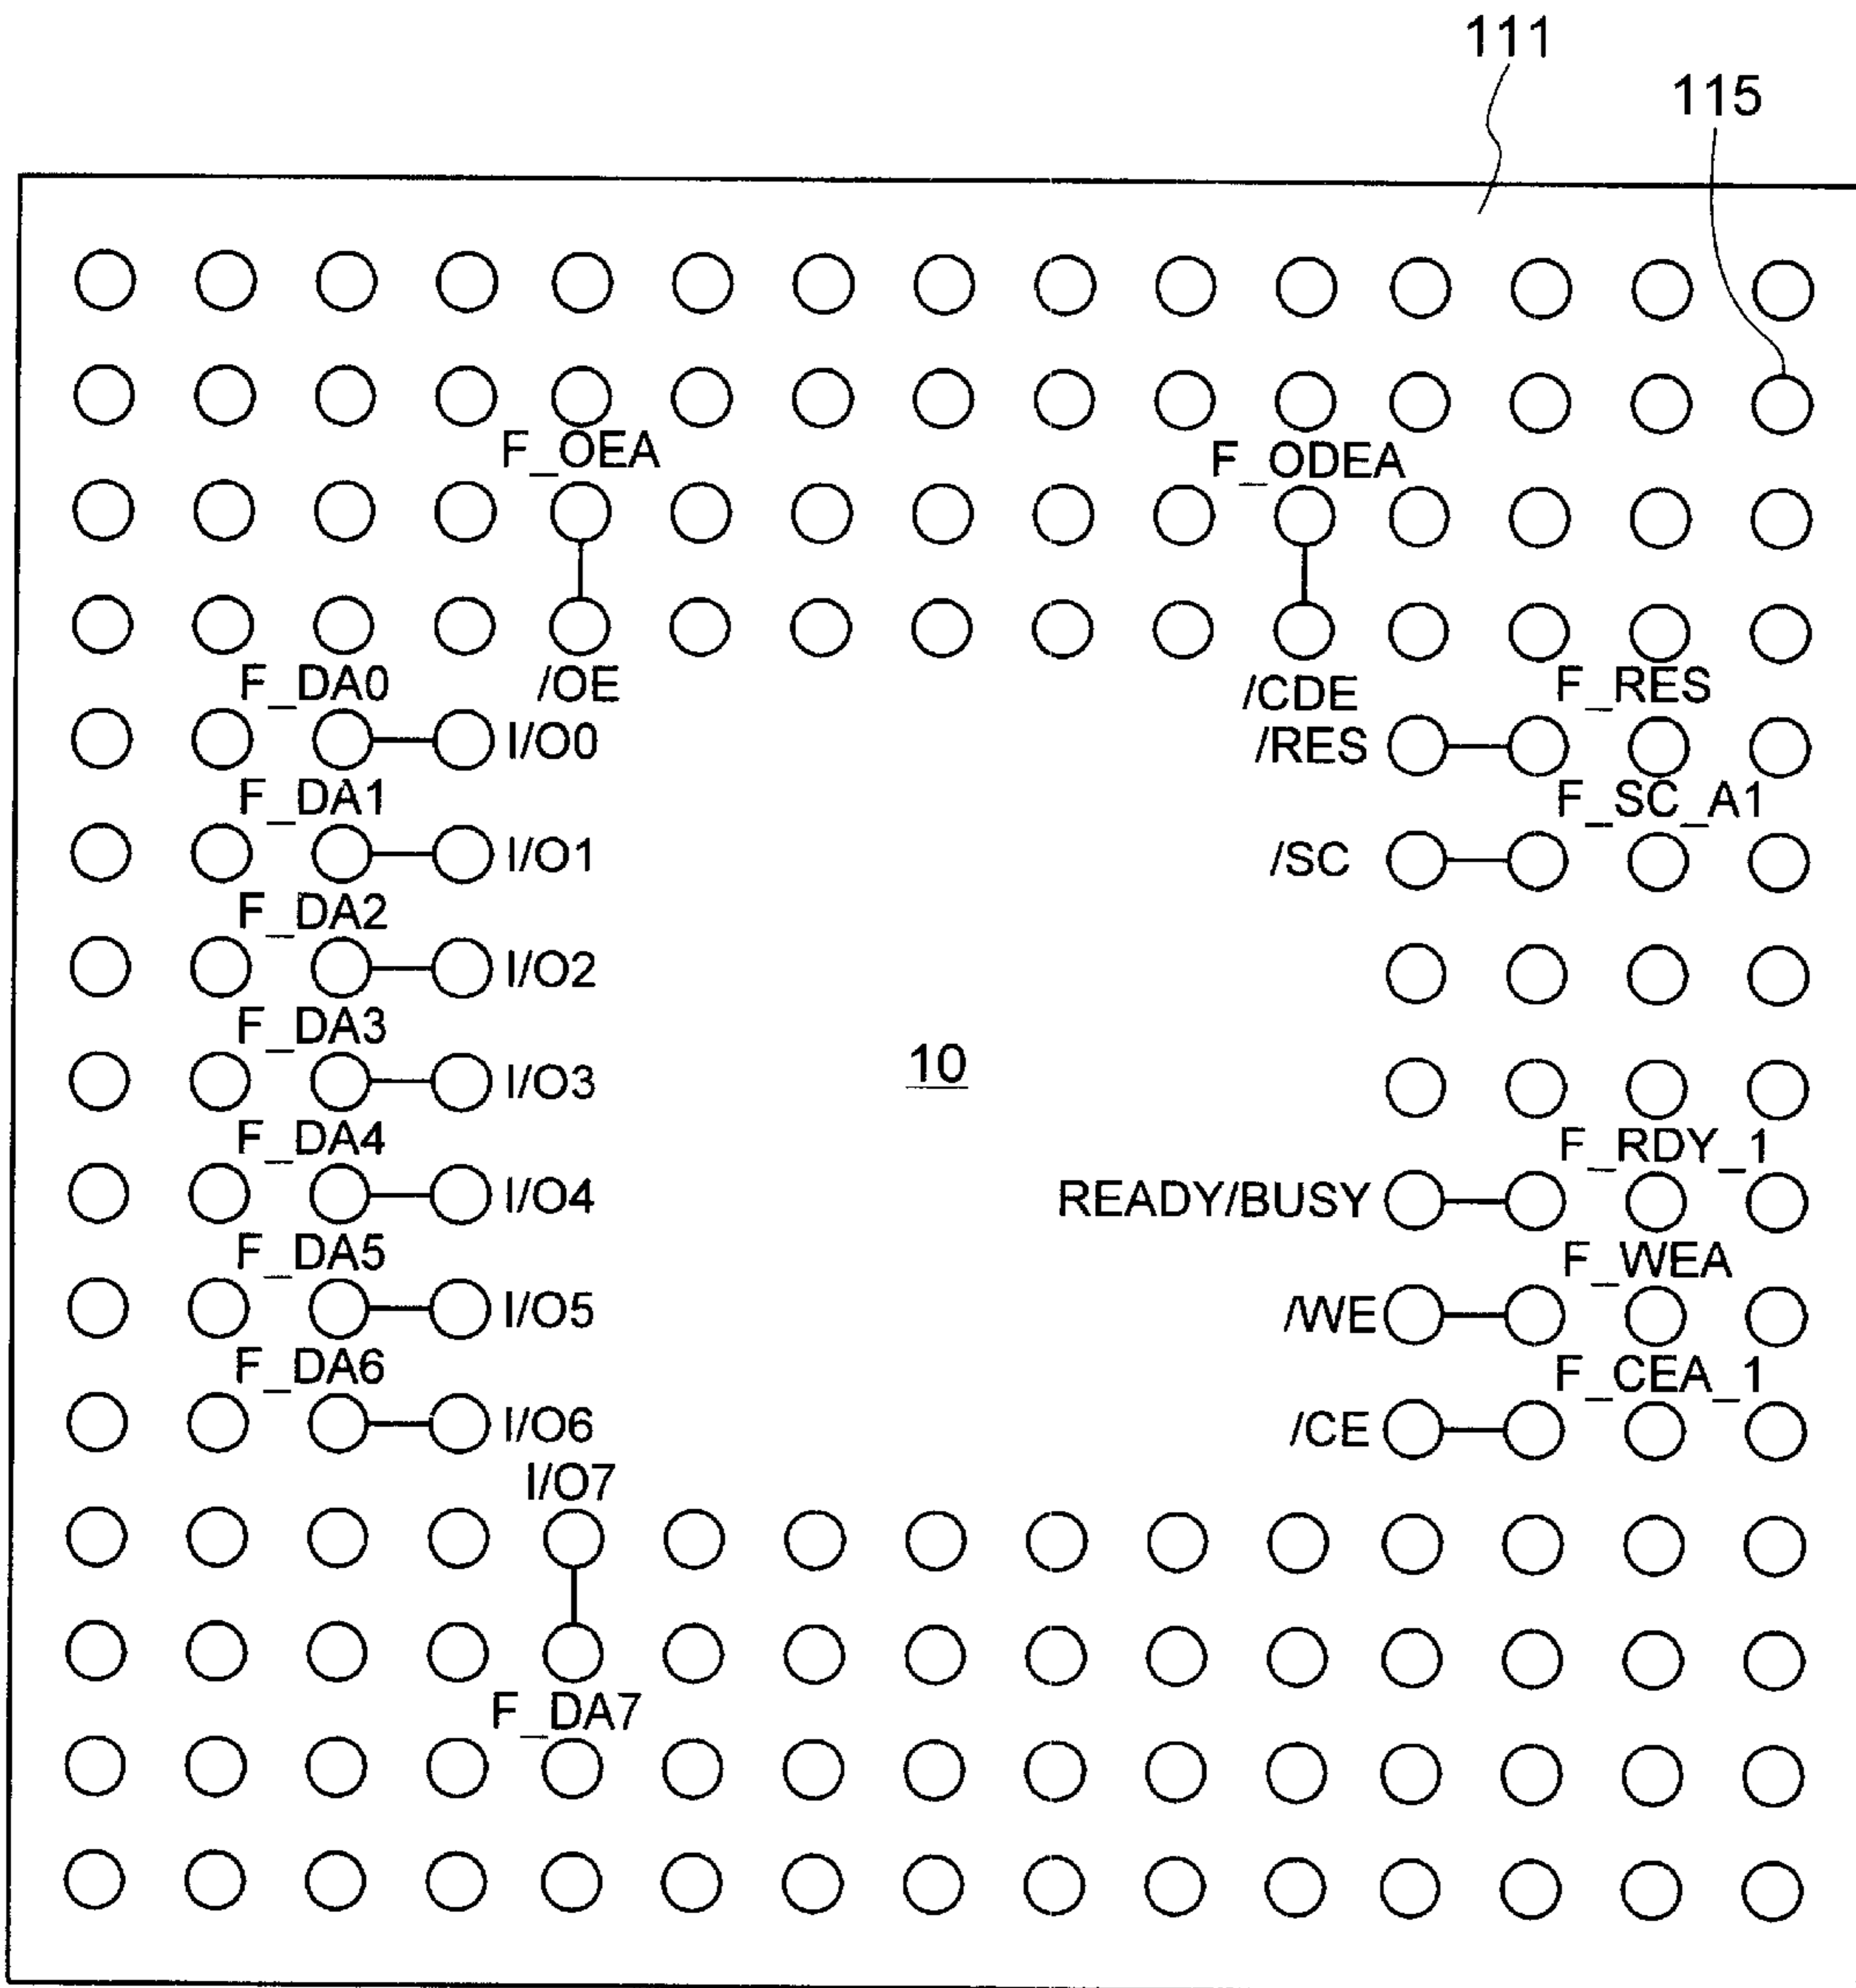 111
115
F_OEA
F_ODEA
/OE
/CDE
F_DA0
F_RES
I/O0
/RES
F_DA1
F_SC_A1
I/O1
/SC
F_DA2
I/O2
F_DA3
I/O3
10
F_DA4
F_RDY_1
I/O4
READY/BUSY
F_DA5
F_WEA
I/O5
/WE
F_DA6
F_CEA_1
I/O6
/CE
I/O7
F_DA7